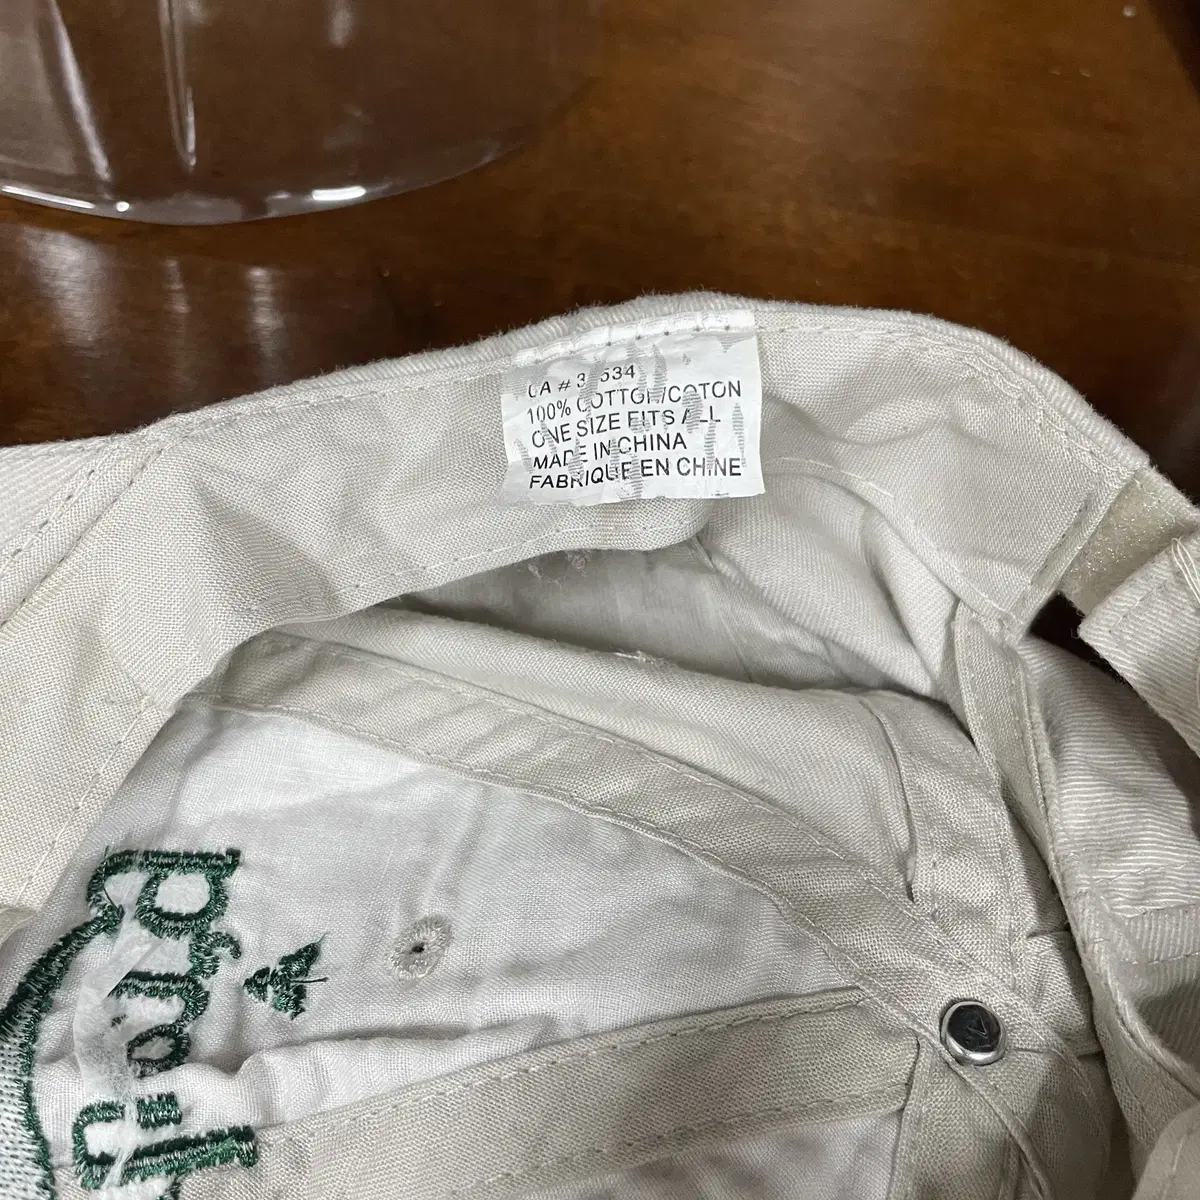 CA # 3 534
100% COTTON/COTON
ONE SIZE FITS ALL
MADE IN CHINA
FABRIQUE EN CHINE